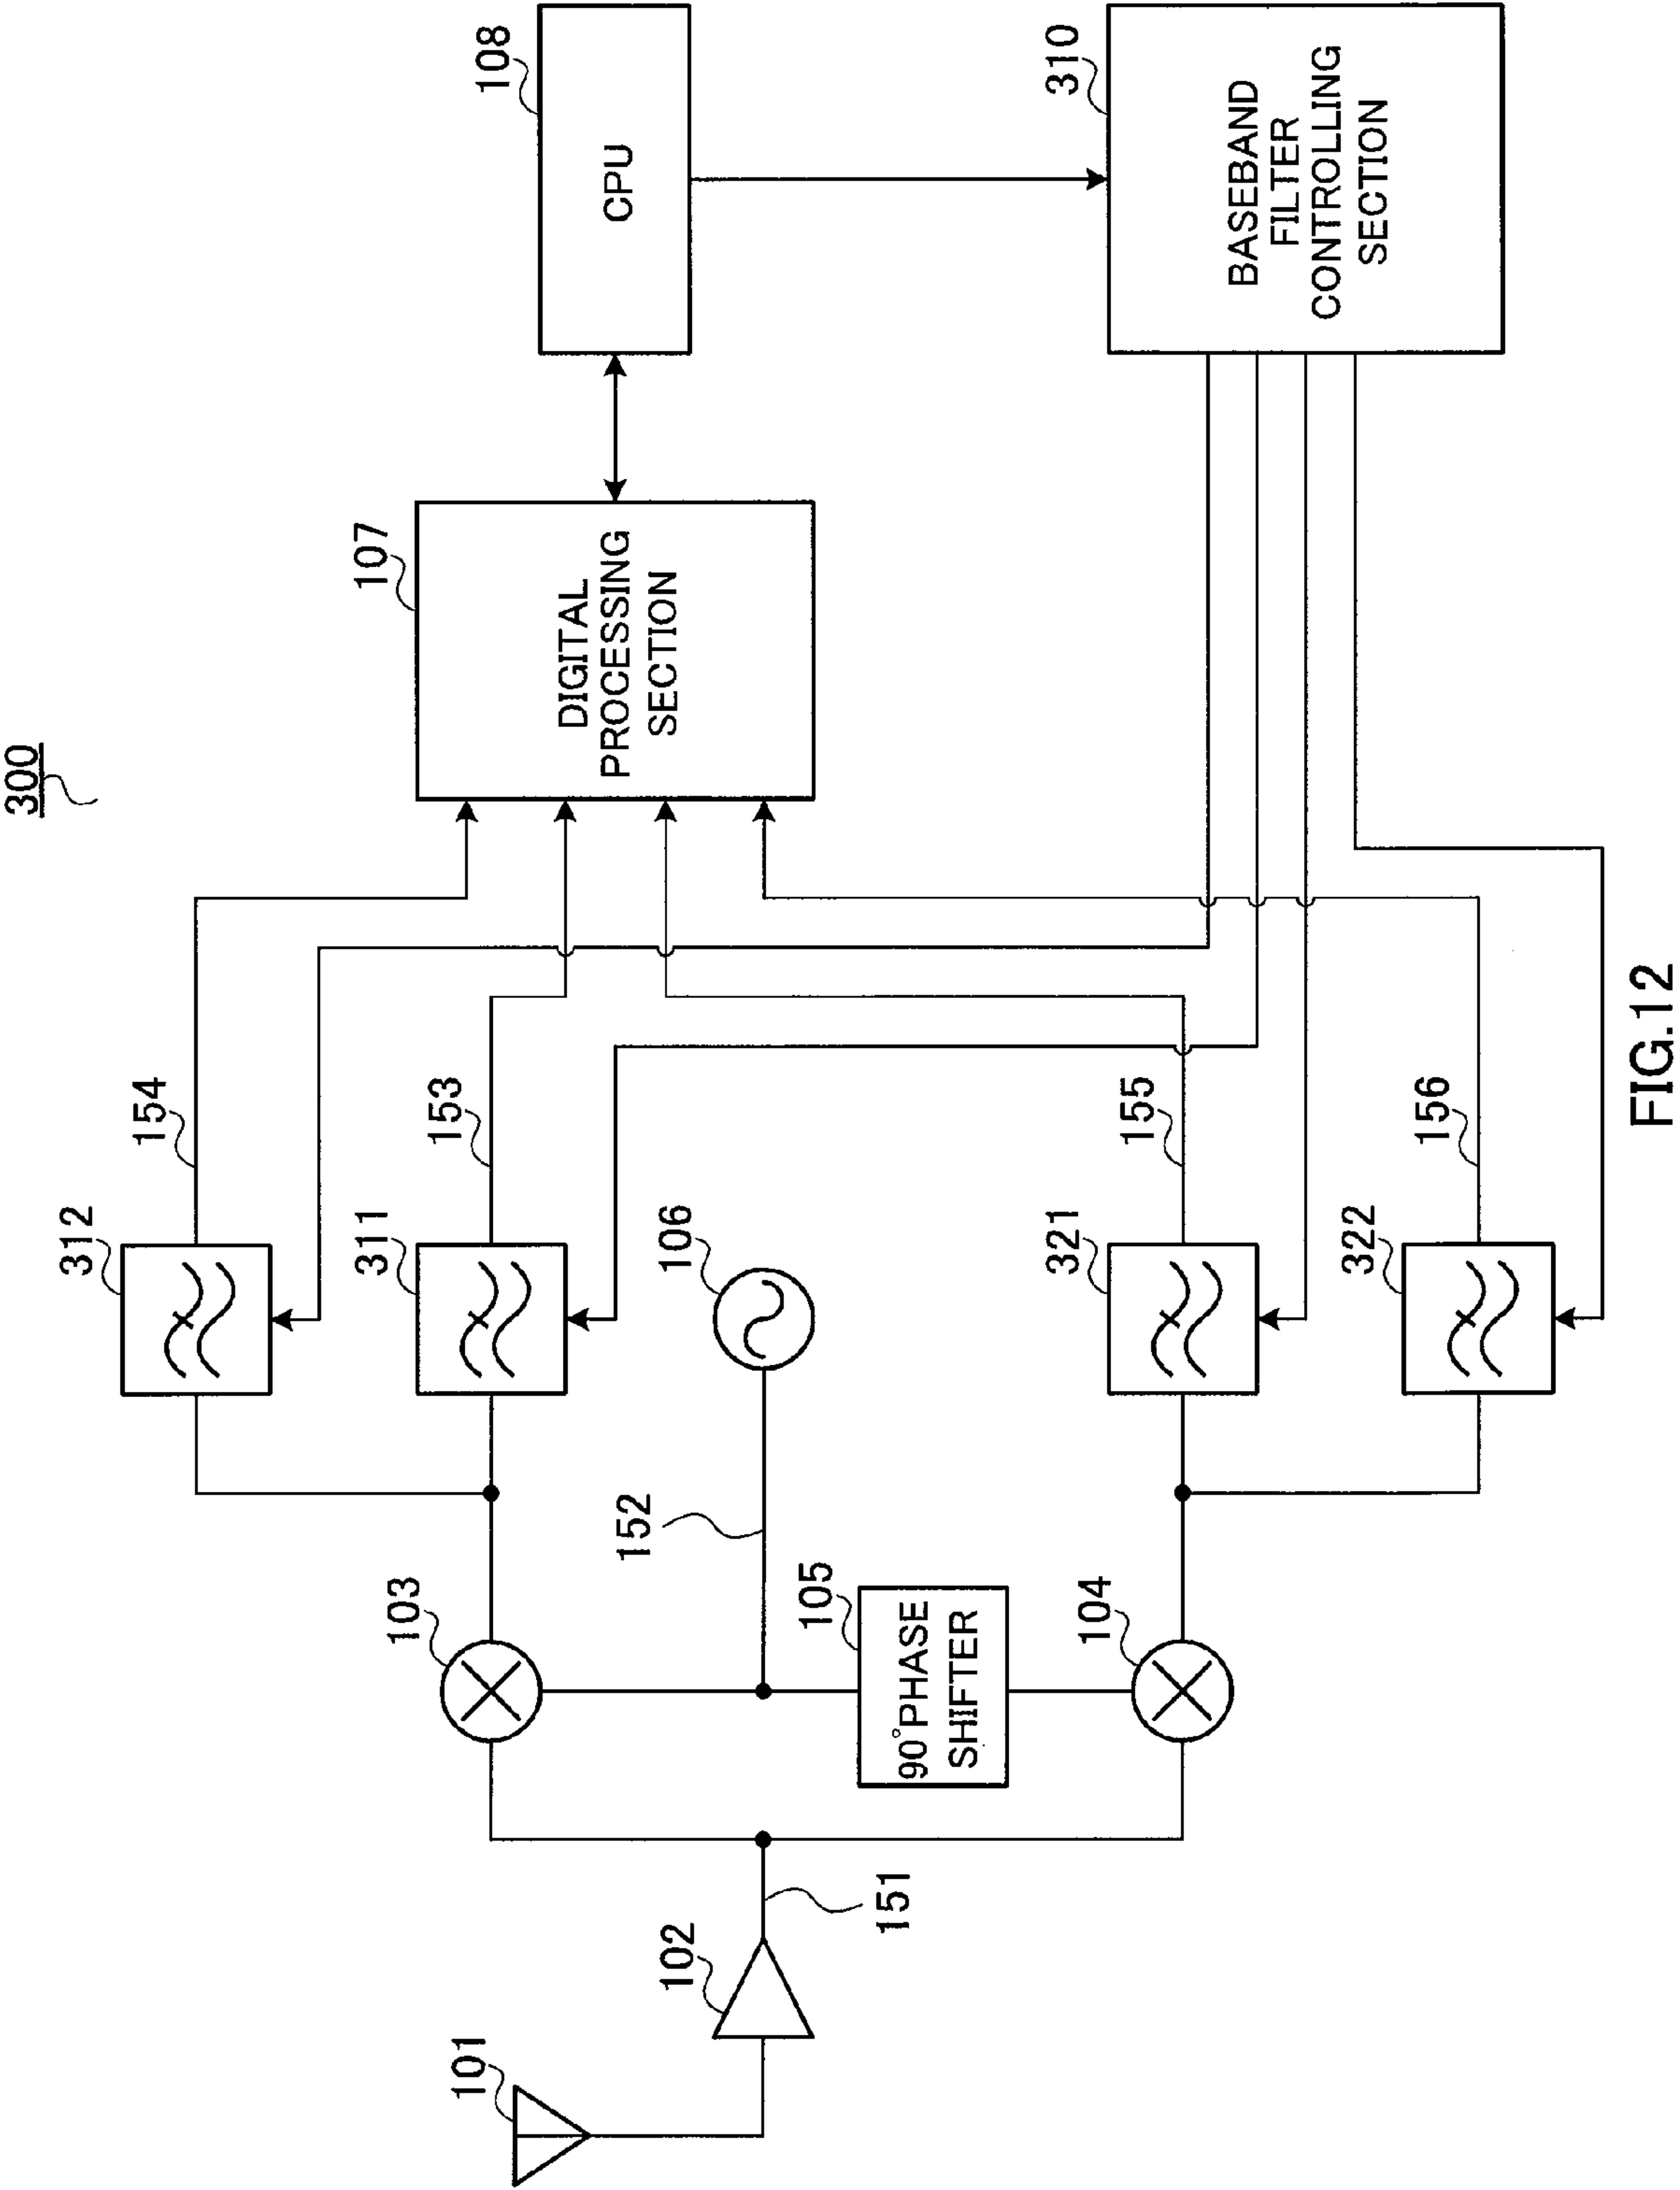 300
312
154
311
153
103
106
152
105
90°PHASE
SHIFTER
101
102
151
104
321
155
322
156
107
DIGITAL
PROCESSING
SECTION
108
CPU
310
BASEBAND
FILTER
CONTROLLING
SECTION
FIG.12